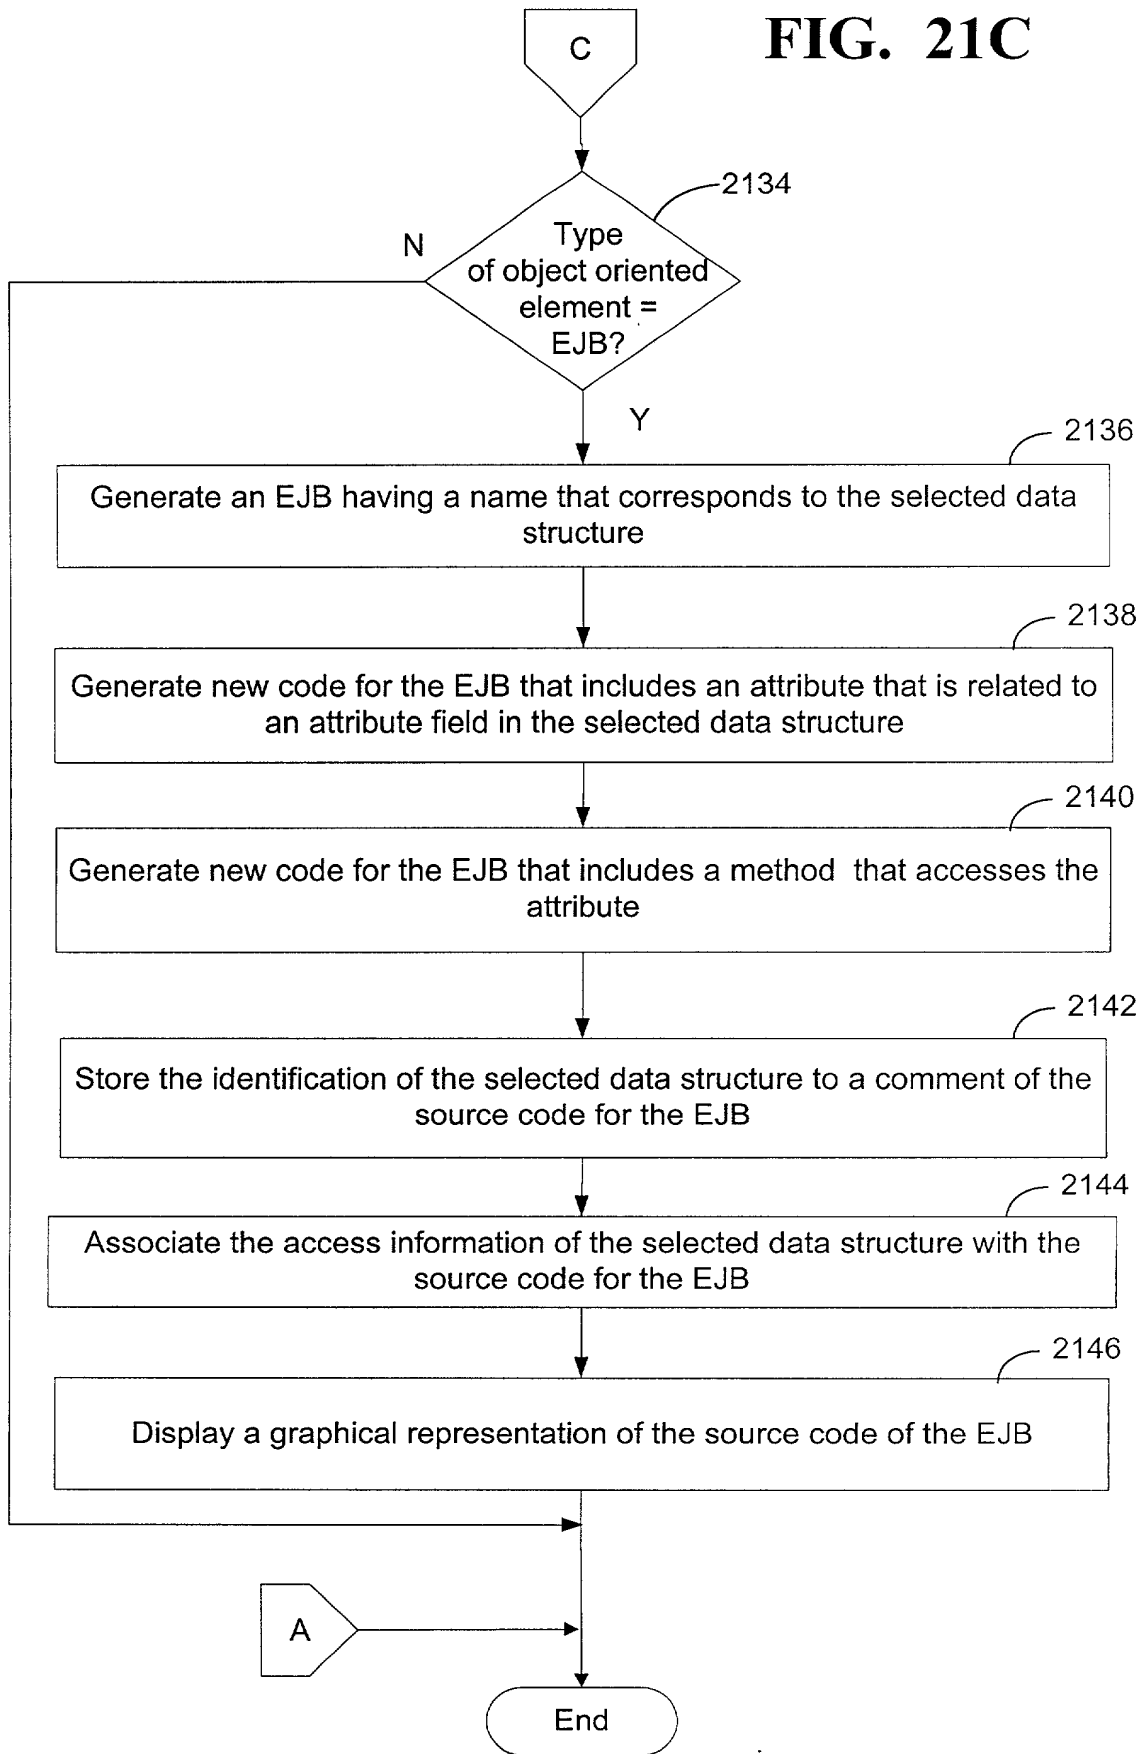 FIG. 21C
C
2134
N
Type
of object oriented
element =
EJB?
Y
2136
Generate an EJB having a name that corresponds to the selected data
structure
2138
Generate new code for the EJB that includes an attribute that is related to
an attribute field in the selected data structure
2140
Generate new code for the EJB that includes a method that accesses the
attribute
2142
Store the identification of the selected data structure to a comment of the
source code for the EJB
2144
Associate the access information of the selected data structure with the
source code for the EJB
2146
Display a graphical representation of the source code of the EJB
A
End